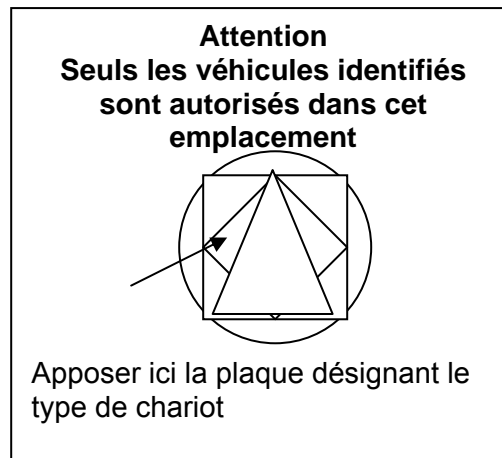 Attention
Seuls les véhicules identifiés
sont autorisés dans cet
emplacement
Apposer ici la plaque désignant le
type de chariot